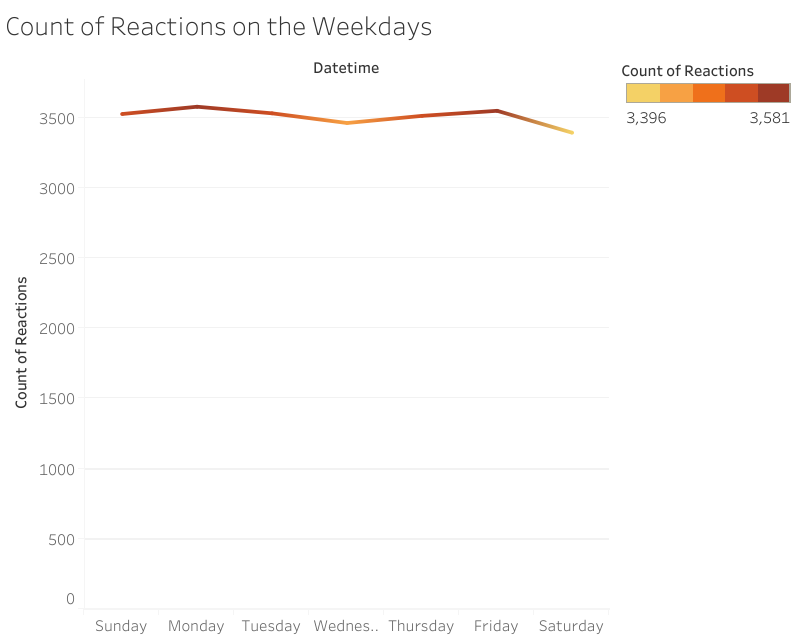 Count of Reactions on the Weekdays
Datetime
Count of Reactions
3,396 3,581
Count of Reactions
3500
3000
2500
2000
1500
1000
500
0
Sunday Monday Tuesday Wednes.. Thursday Friday Saturday